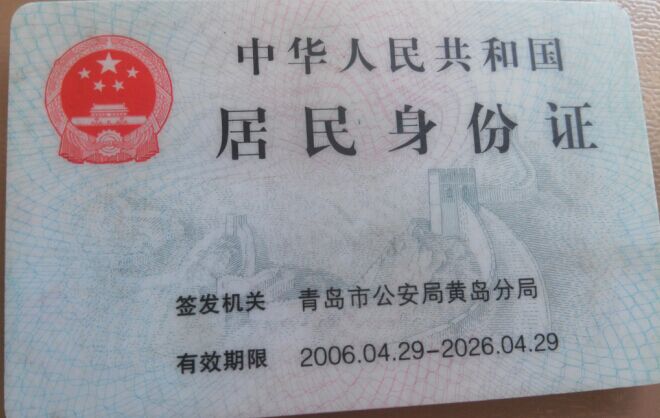 中华人民共和国
居民身份证
签发机关 青岛市公安局黄岛分局
有效期限 2006.04.29-2026.04.29